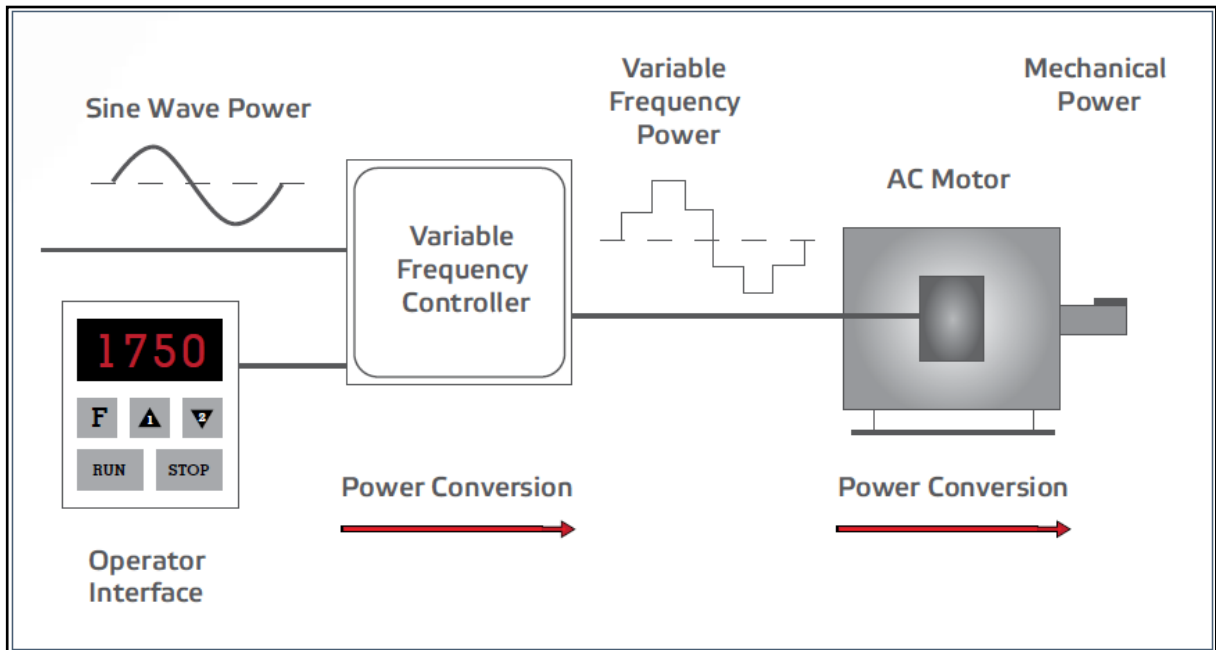 Sine Wave Power
Variable
Frequency
Power
Mechanical
Power
AC Motor
Variable
Frequency
Controller
1750
F
1
2
RUN
STOP
Power Conversion
Power Conversion
Operator
Interface